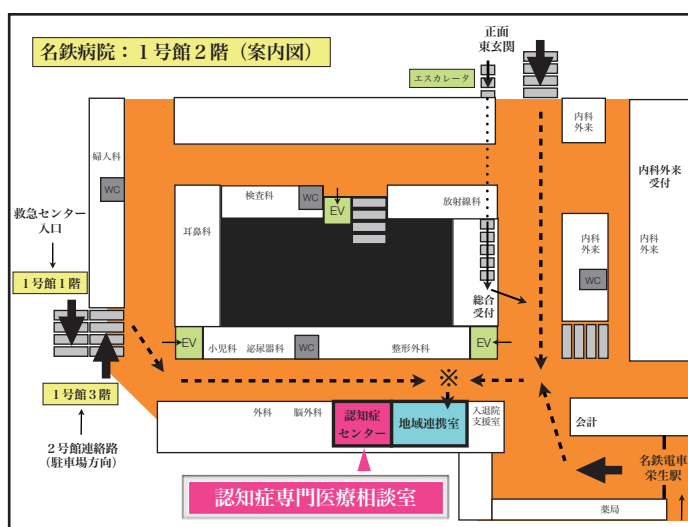 名鉄病院：１号館２階（案内図）
正面
東玄関
エスカレータ
内科
外来
婦人科
WC
検査科
WC
EV
放射線科
内科外来
受付
救急センター
入口
耳鼻科
内科
外来
内科
外来
WC
１号館１階
総合
受付
EV
小児科
泌尿器科
WC
整形外科
EV
※
１号館３階
２号館連絡路
（駐車場方向）
外科
脳外科
認知症
センター
地域連携室
入退院
支援室
会計
名鉄電車
栄生駅
認知症専門医療相談室
薬局